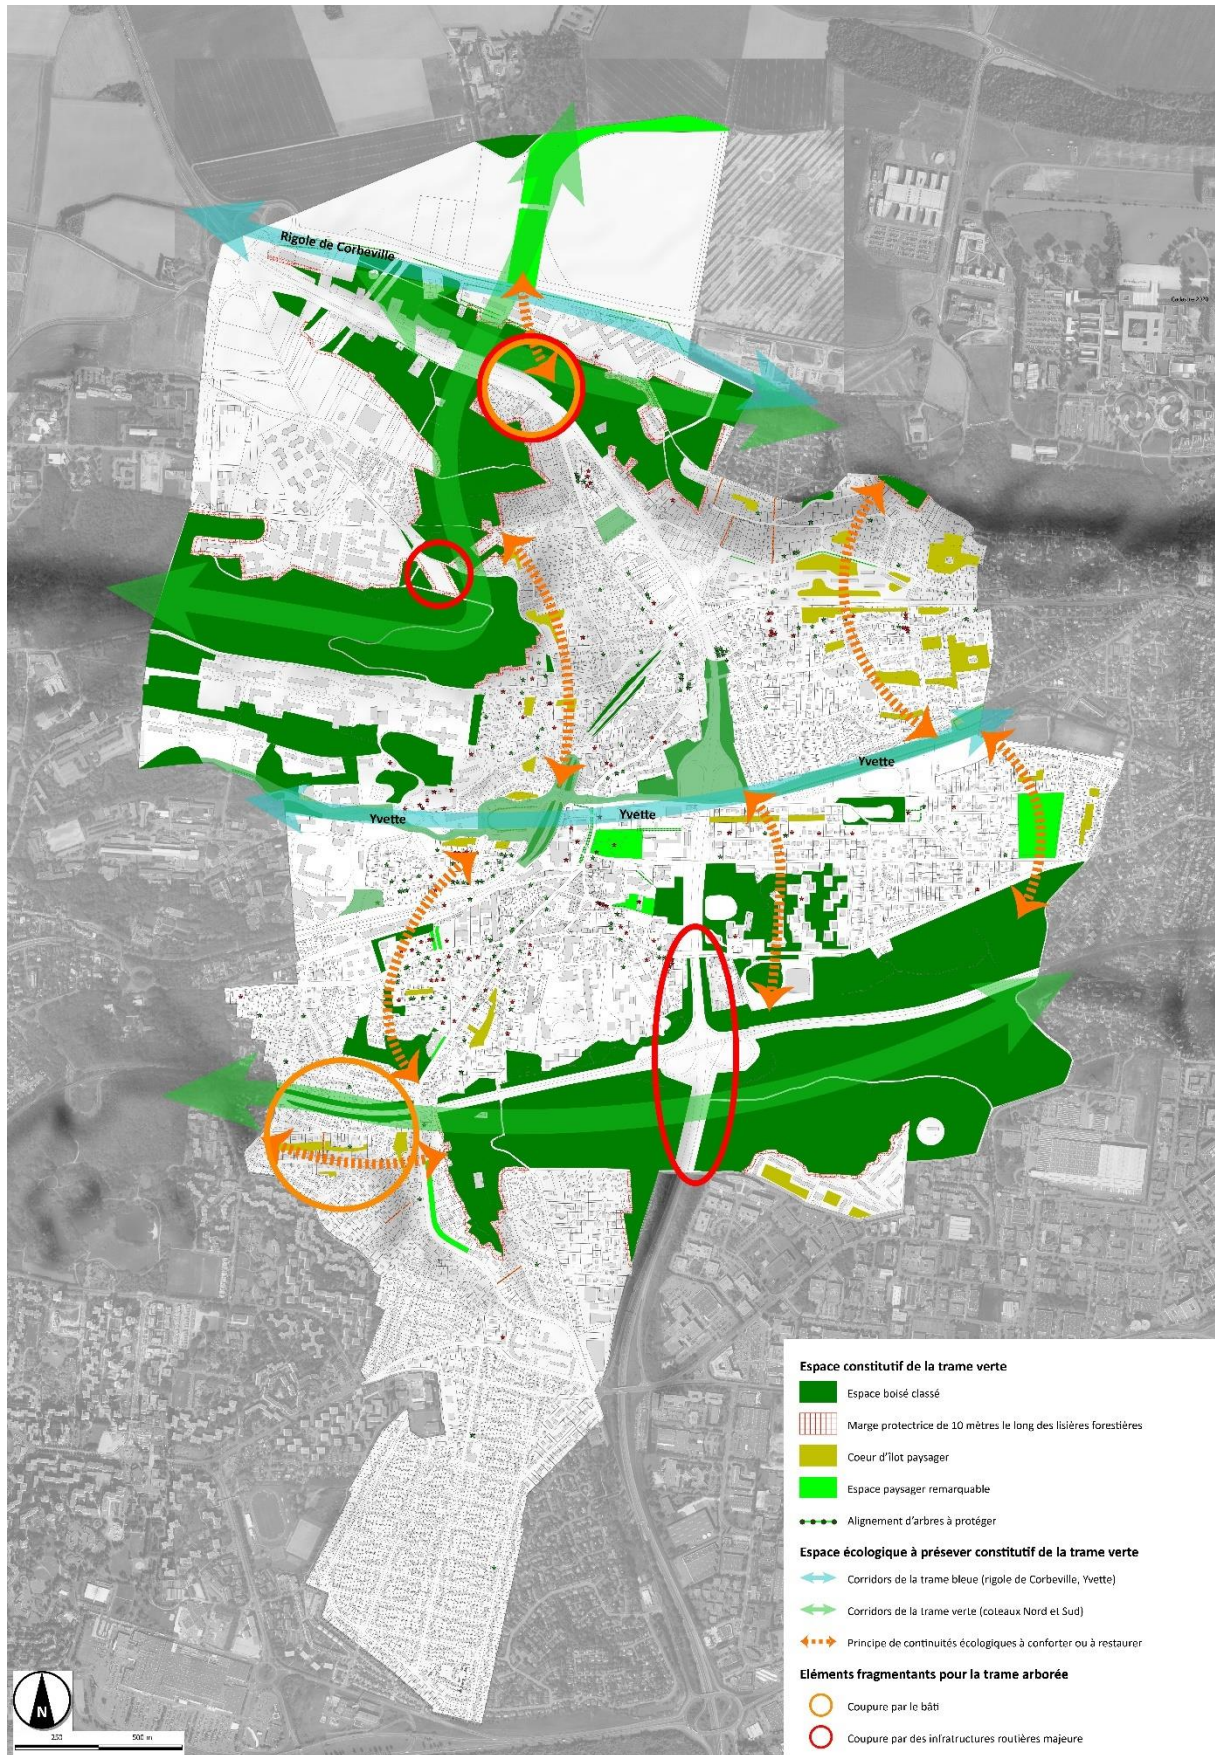 Rigole de Corbeville
Cadastre 2020
Yvette
Yvette
Yvette
Espace constitutif de la trame verte
Espace boisé classé
Marge protectrice de 10 mètres le long des lisières forestières
Coeur d'îlot paysager
Espace paysager remarquable
Alignement d'arbres à protéger
Espace écologique à présever constitutif de la trame verte
Corridors de la trame bleue (rigole de Corbeville, Yvette)
Corridors de la trame verte (coteaux Nord et Sud)
Principe de continuités écologiques à conforter ou à restaurer
Eléments fragmentants pour la trame arborée
Coupure par le bâti
Coupure par des infratructures routières majeure
N
250 500 m